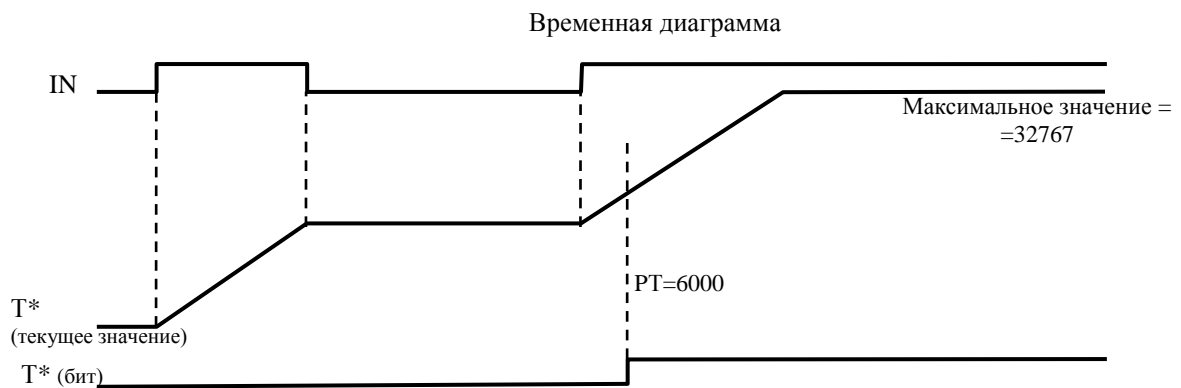 Временная диаграмма
IN
Максимальное значение =
=32767
PT=6000
T*
(текущее значение)
T* (бит)